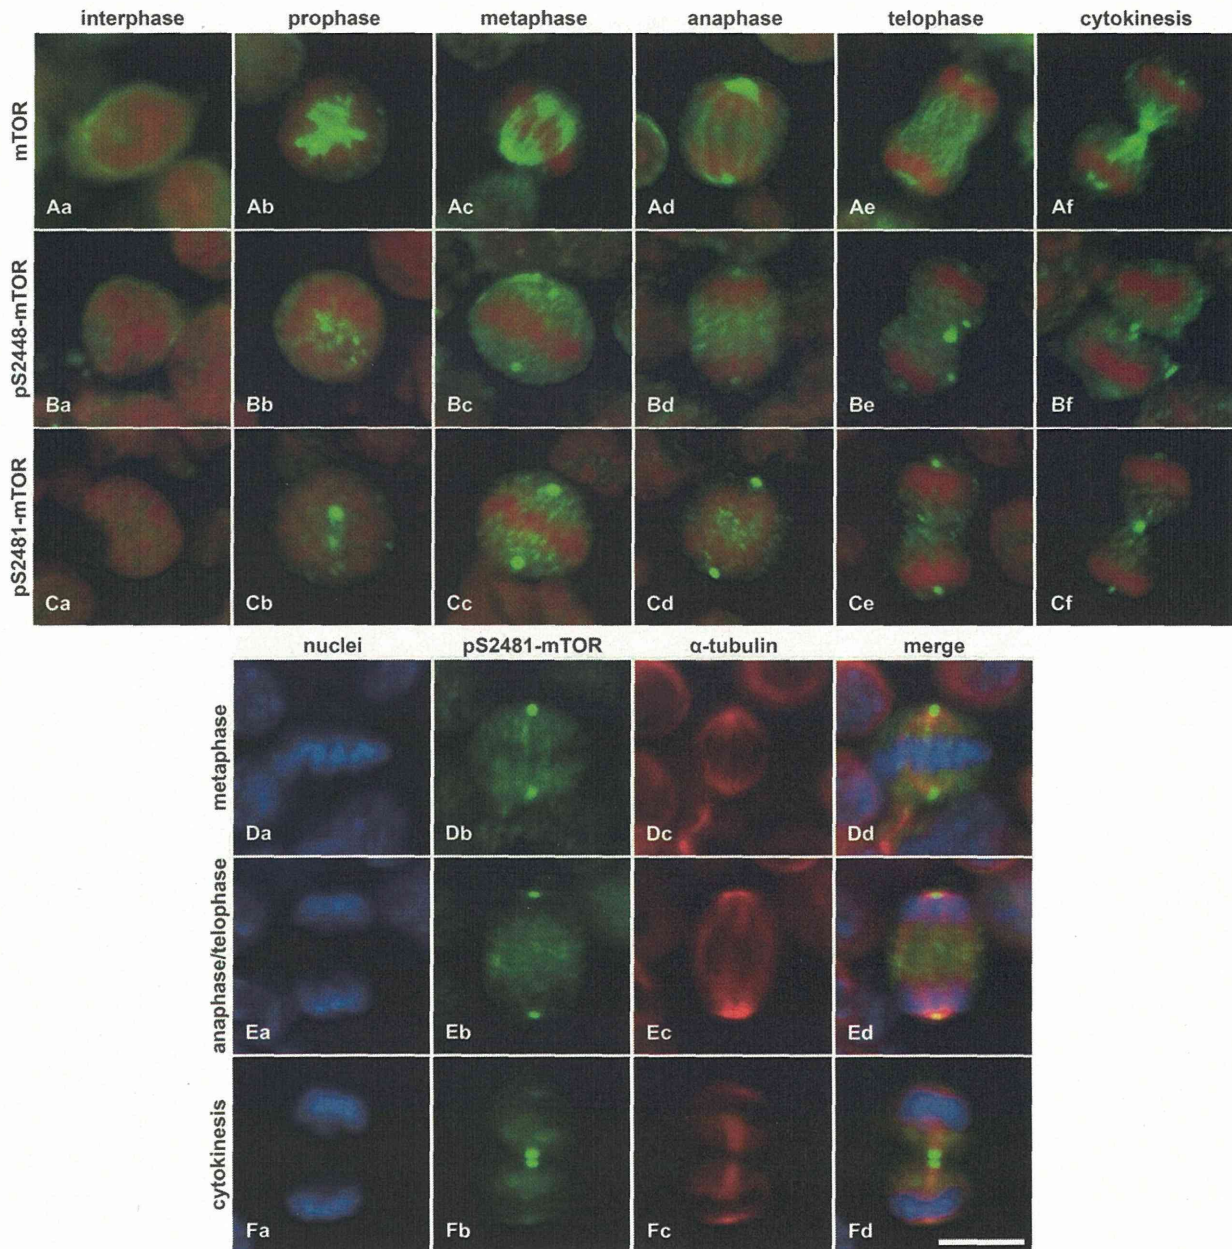 interphase prophase metaphase anaphase telophase cytokinesis
mTOR
Aa Ab Ac Ad Ae Af
pS2448-mTOR
Ba Bb Bc Bd Be Bf
pS2481-mTOR
Ca Cb Cc Cd Ce Cf
nuclei pS2481-mTOR α-tubulin merge
metaphase
Da Db Dc Dd
anaphase/telophase
Ea Eb Ec Ed
cytokinesis
Fa Fb Fc Fd